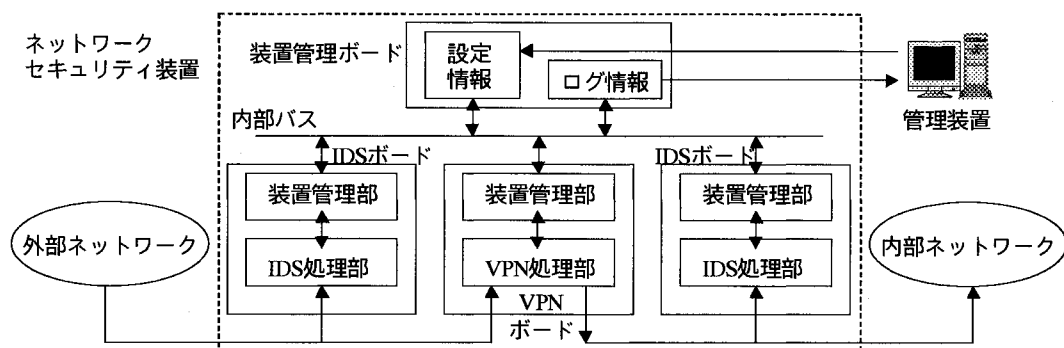 ネットワーク
セキュリティ装置
装置管理ボード
設定
情報
ログ情報
管理装置
内部バス
IDSボード
IDSボード
装置管理部
装置管理部
装置管理部
外部ネットワーク
IDS処理部
VPN処理部
IDS処理部
内部ネットワーク
VPN
ボード